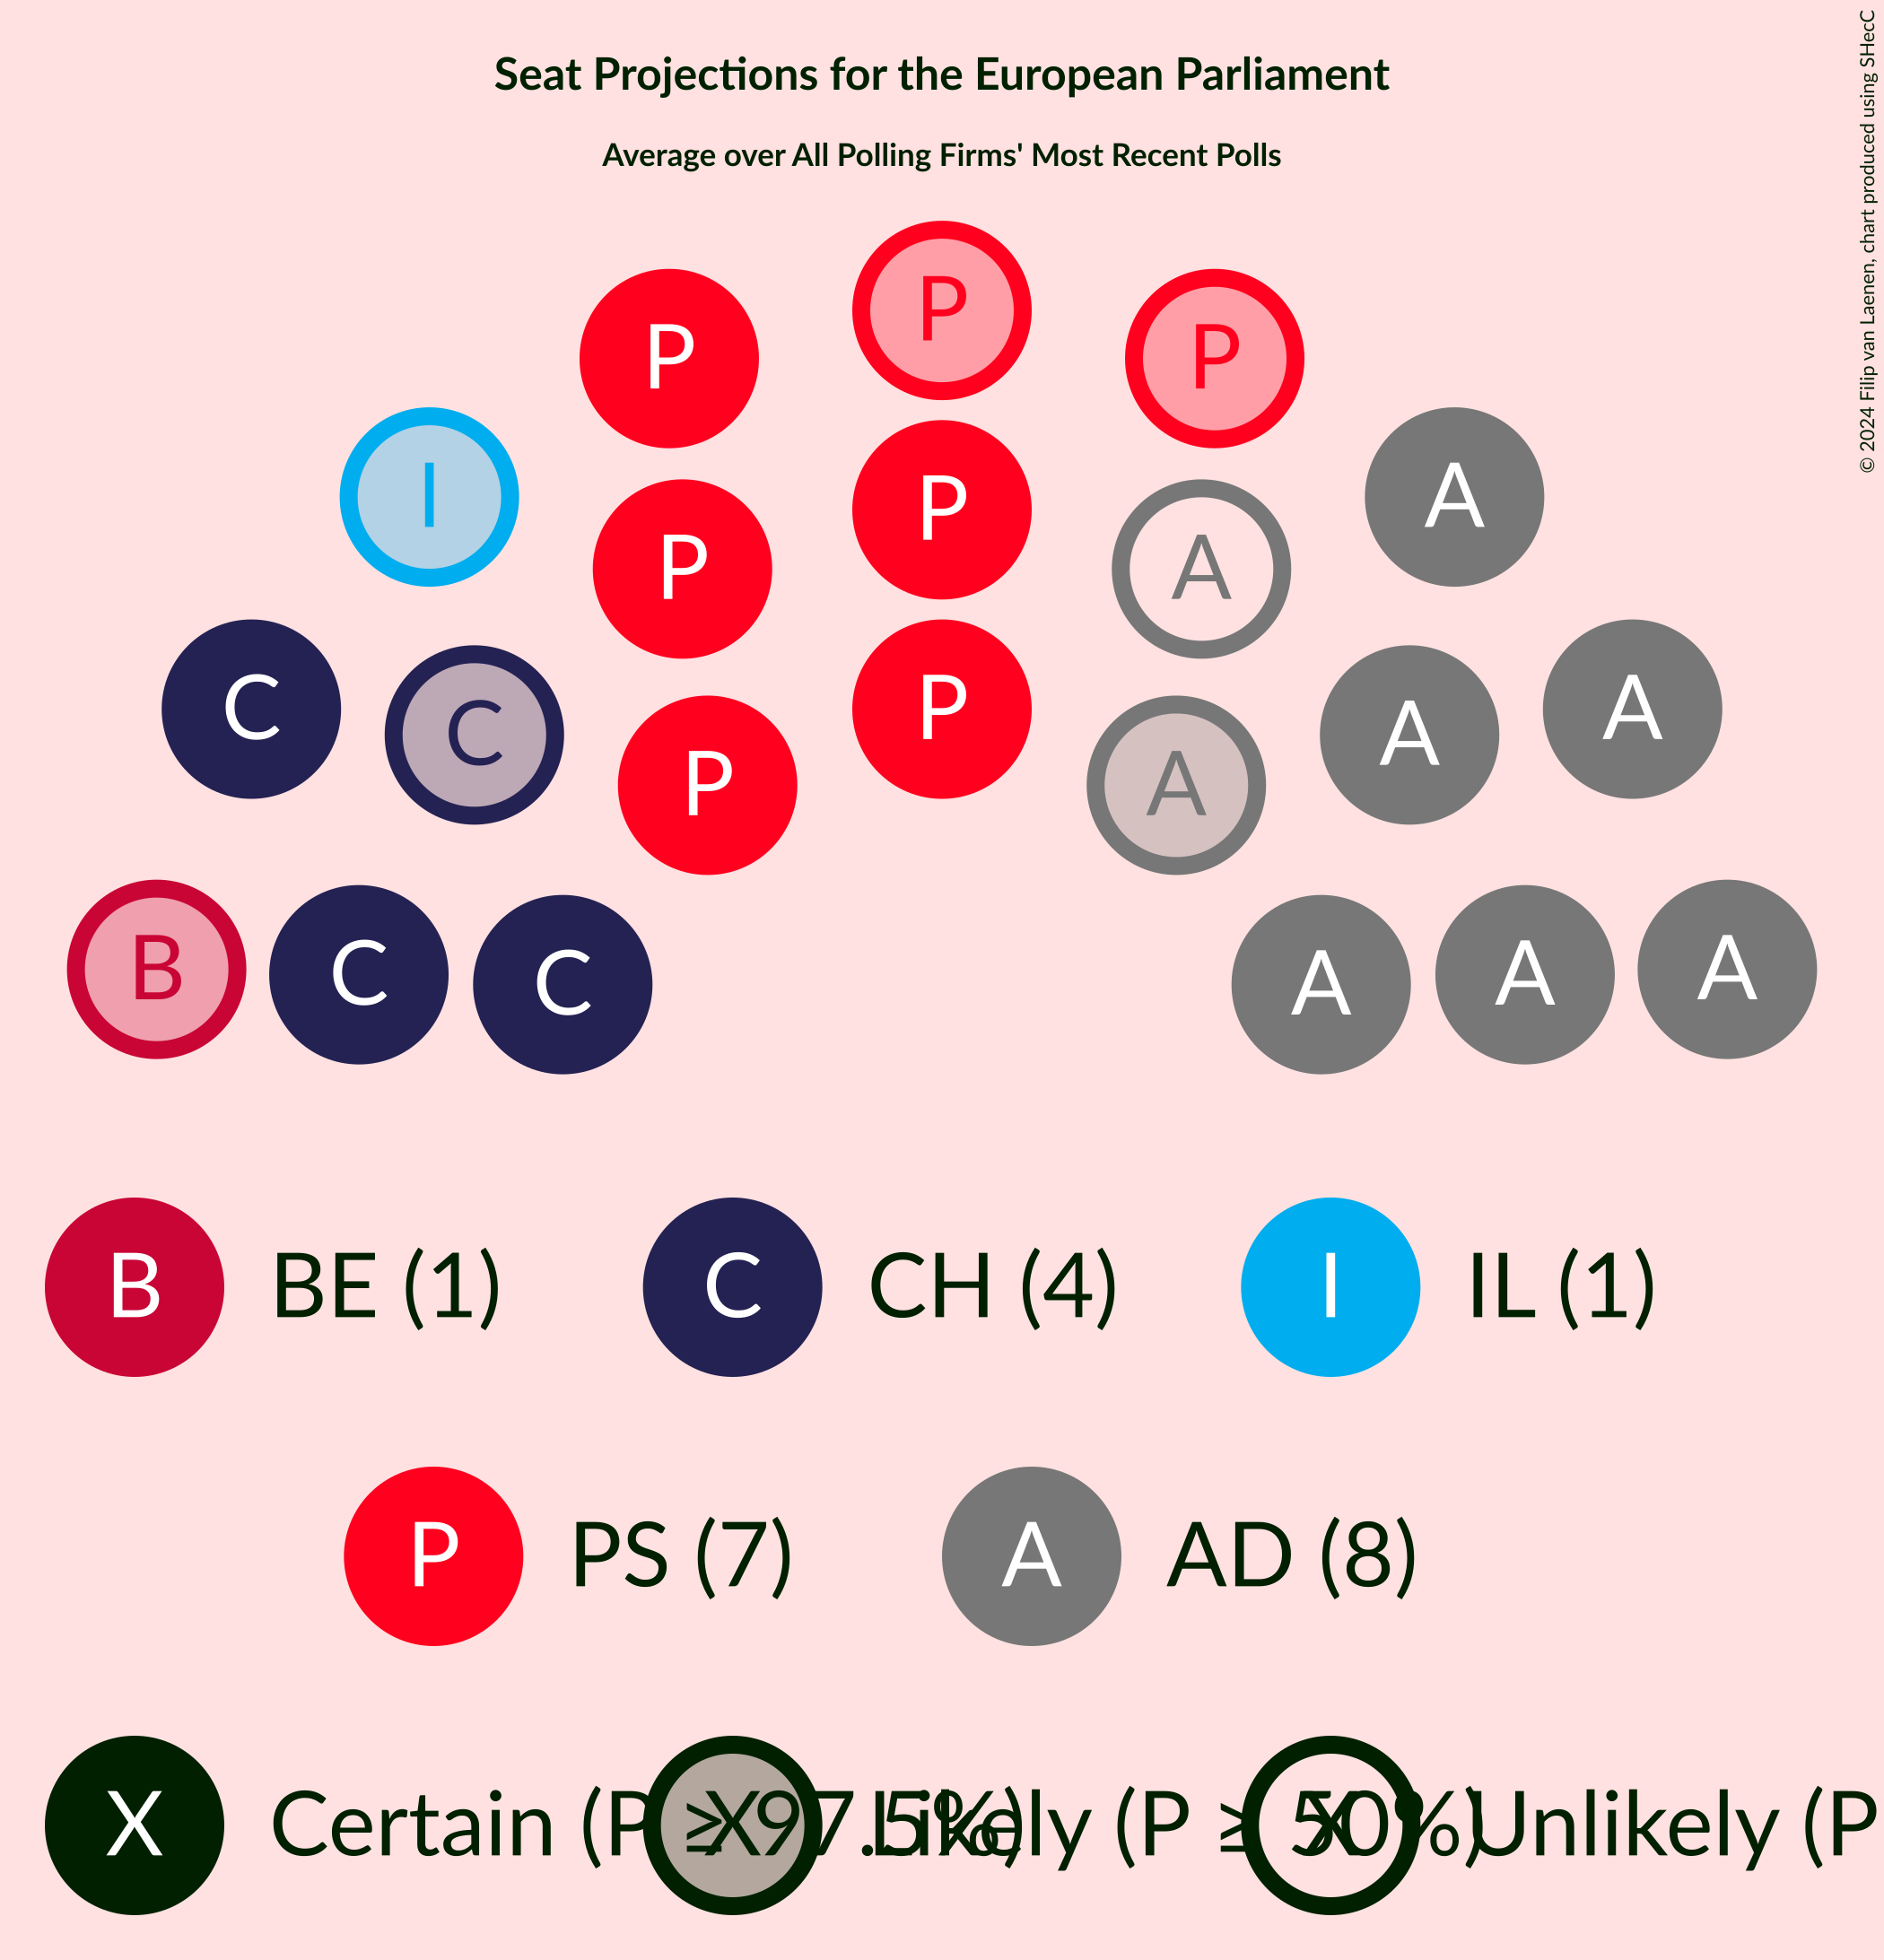 Seat Projections for the European Parliament
Average over All Polling Firms' Most Recent Polls
© 2024 Filip van Laenen, chart produced using SHecC
P
P P
I P A
P A
C C P A A
P A
B C C A A A
B BE (1) C CH (4) I IL (1)
P PS (7) A AD (8)
X Certain (P ≥ 97.5%) X Likely (P ≥ 50%) X Unlikely (P